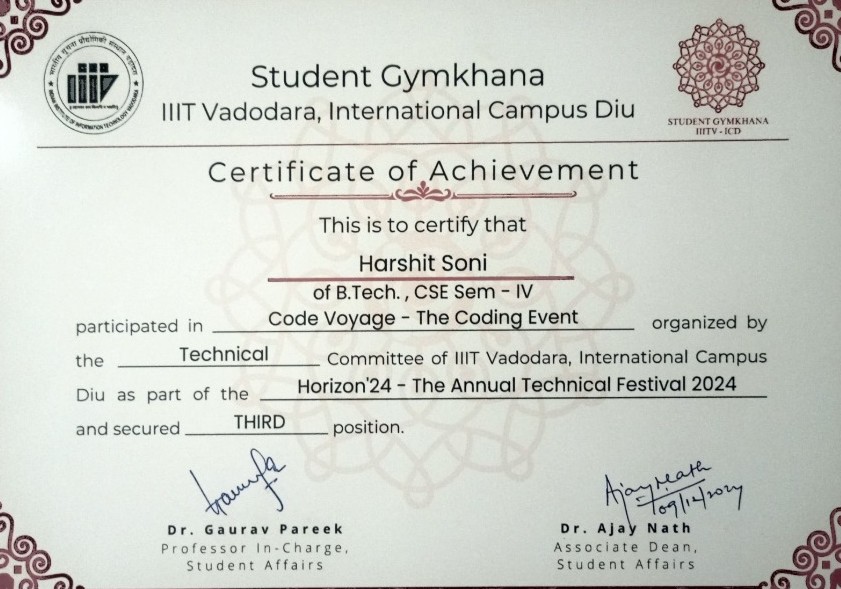 Student Gymkhana
IIIT Vadodara, International Campus Diu
STUDENT GYMKHANA
IIITV - ICD
Certificate of Achievement
This is to certify that
Harshit Soni
of B.Tech. , CSE Sem - IV
participated in Code Voyage - The Coding Event organized by
the Technical Committee of IIIT Vadodara, International Campus
Diu as part of the Horizon'24 - The Annual Technical Festival 2024
and secured THIRD position.
Ajay Nath
09/12/2024
Dr. Gaurav Pareek
Professor In-Charge,
Student Affairs
Dr. Ajay Nath
Associate Dean,
Student Affairs